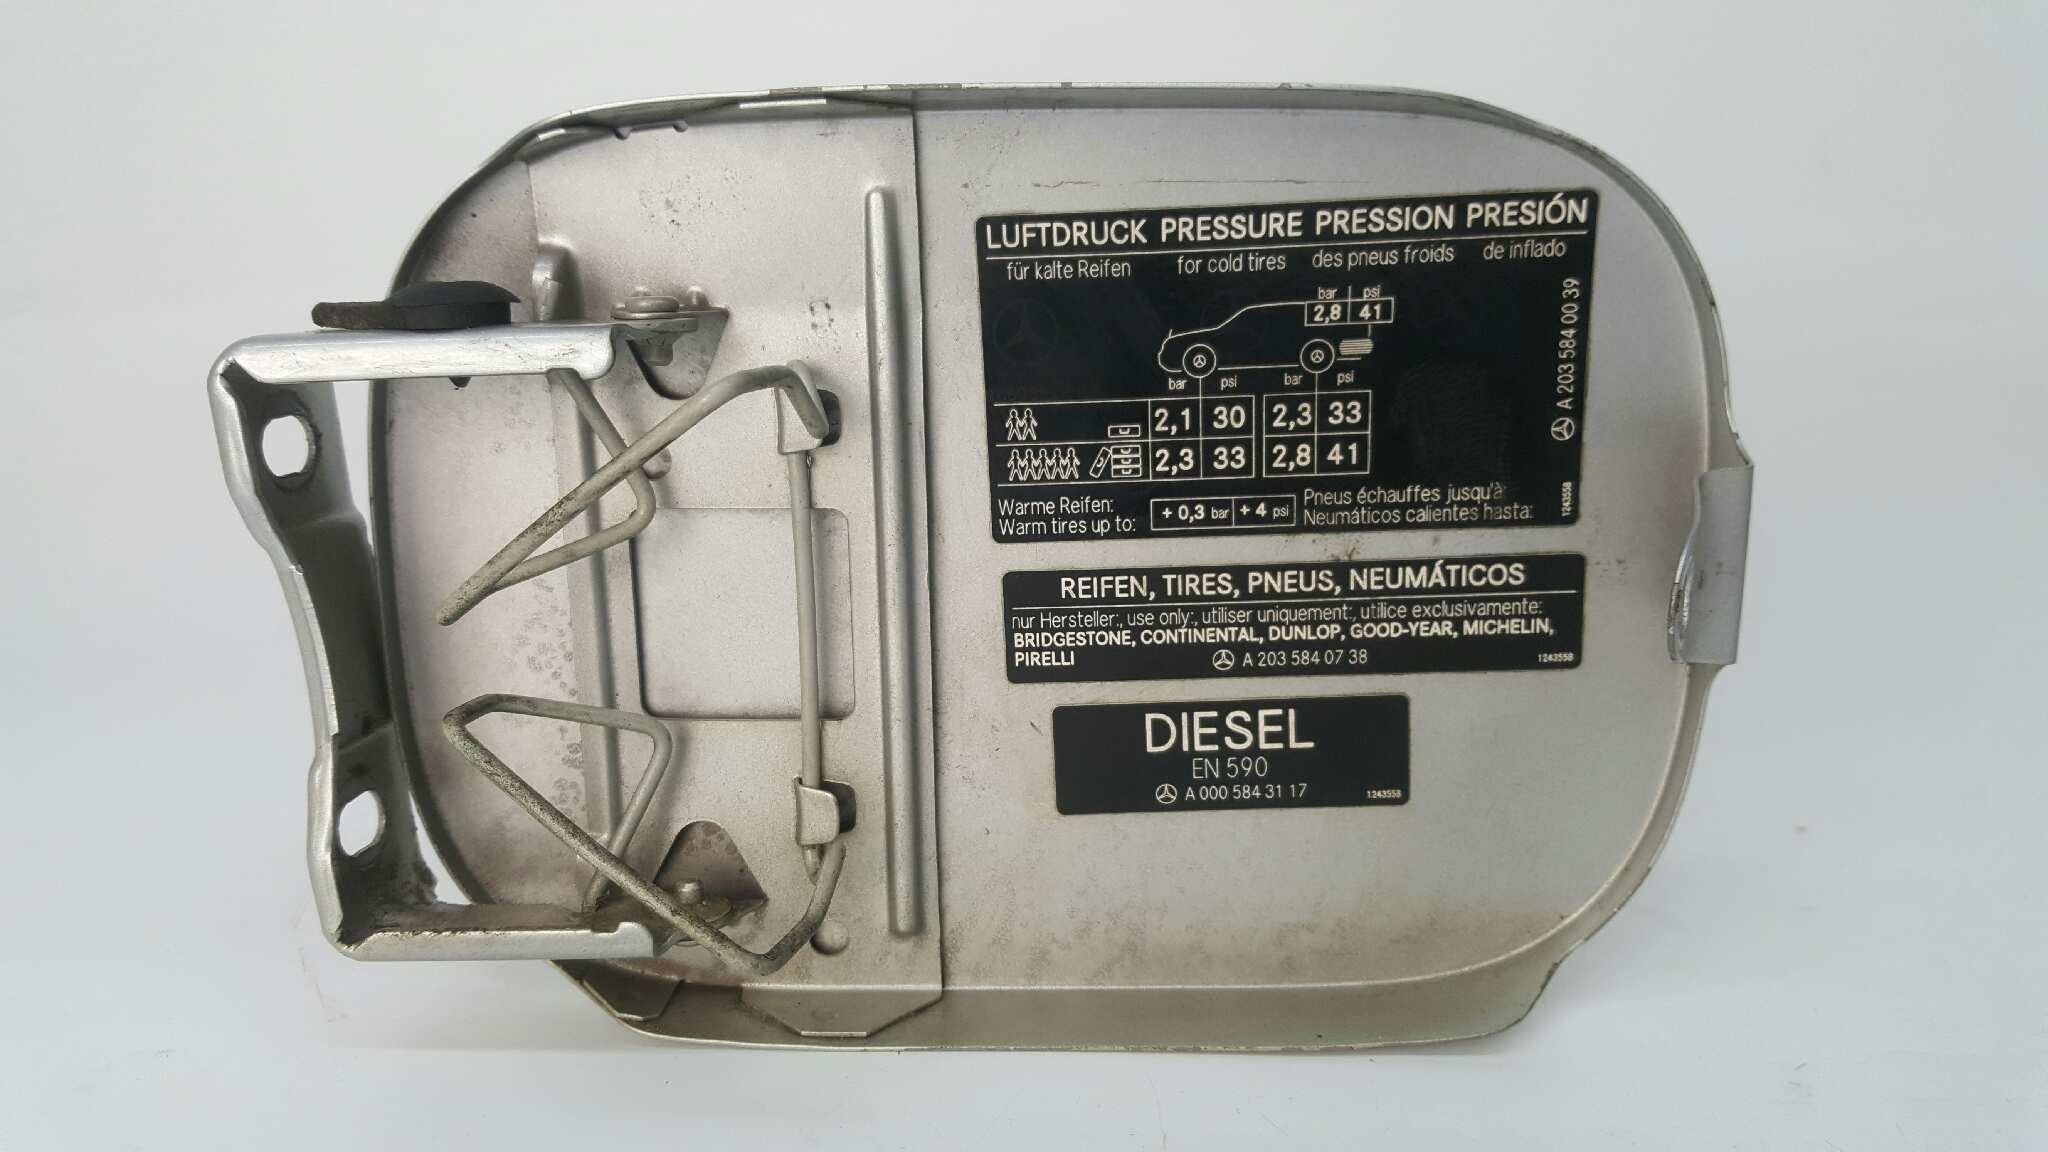 LUFTDRUCK PRESSURE PRESSION PRESIÓN
für kalte Reifen for cold tires des pneus froids de inflado
bar psi
2,8 41
bar psi bar psi
2,1 30 2,3 33
2,3 33 2,8 41
Warme Reifen: + 0,3 bar + 4 psi Pneus échauffes jusqu'à:
Warm tires up to: Neumáticos calientes hasta:
A 203 584 00 39
1243558
REIFEN, TIRES, PNEUS, NEUMÁTICOS
nur Hersteller:, use only:, utiliser uniquement:, utilice exclusivamente:
BRIDGESTONE, CONTINENTAL, DUNLOP, GOOD-YEAR, MICHELIN,
PIRELLI A 203 584 07 38 1243558
DIESEL
EN 590
A 000 584 31 17 1243558